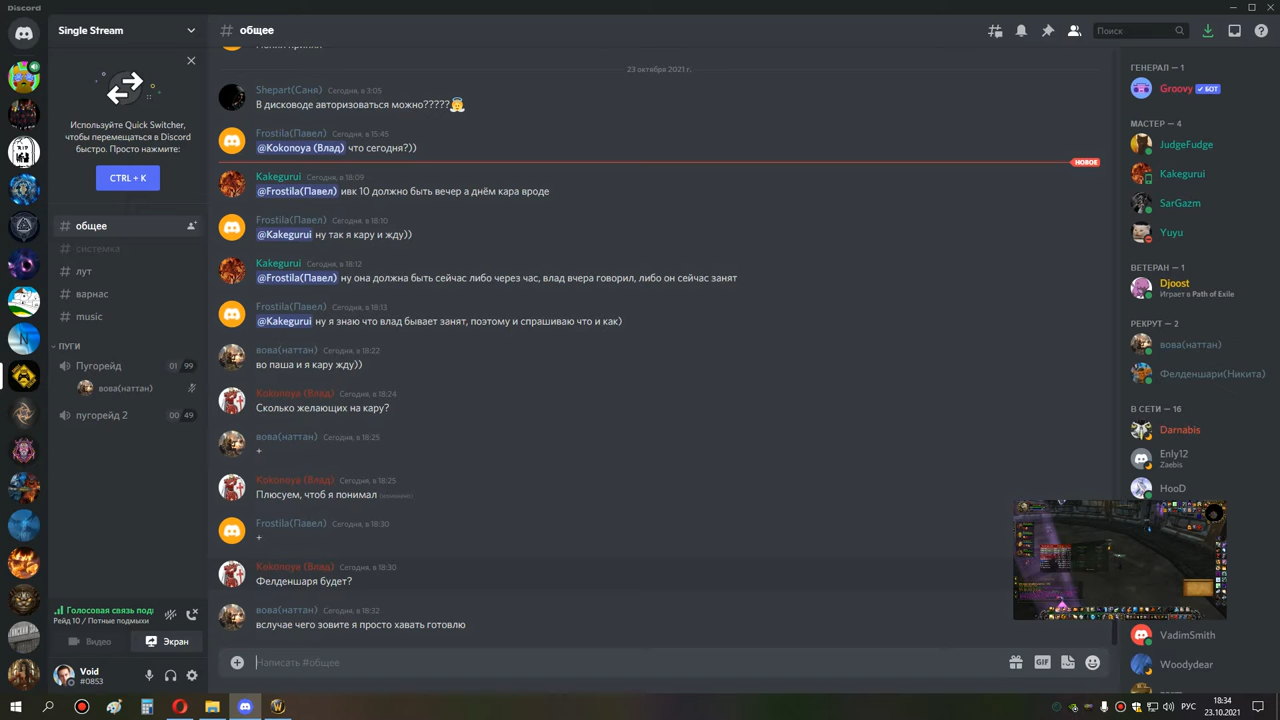 Discord
Single Stream
общее
Поиск
Используйте Quick Switcher,
чтобы перемещаться в Discord
быстро. Просто нажмите:
CTRL + K
общее
системка
лут
варнас
music
ПУГИ
Пугорейд
01 99
вова(наттан)
пугорейд 2
00 49
23 октября 2021 г.
Shepart(Саня) Сегодня, в 3:05
В дисководе авторизоваться можно?????
Frostila(Павел) Сегодня, в 15:45
@Kokonoya (Влад) что сегодня?))
НОВОЕ
Kakegurui Сегодня, в 18:09
@Frostila(Павел) ивк 10 должно быть вечер а днём кара вроде
Frostila(Павел) Сегодня, в 18:10
@Kakegurui ну так я кару и жду))
Kakegurui Сегодня, в 18:12
@Frostila(Павел) ну она должна быть сейчас либо через час, влад вчера говорил, либо он сейчас занят
Frostila(Павел) Сегодня, в 18:13
@Kakegurui ну я знаю что влад бывает занят, поэтому и спрашиваю что и как)
вова(наттан) Сегодня, в 18:22
во паша и я кару жду))
Kokonoya (Влад) Сегодня, в 18:24
Сколько желающих на кару?
вова(наттан) Сегодня, в 18:25
+
Kokonoya (Влад) Сегодня, в 18:25
Плюсуем, чтоб я понимал (изменено)
Frostila(Павел) Сегодня, в 18:30
+
Kokonoya (Влад) Сегодня, в 18:30
Фелденшаря будет?
вова(наттан) Сегодня, в 18:32
вслучае чего зовите я просто хавать готовлю
Написать #общее
GIF
ГЕНЕРАЛ — 1
Groovy БОТ
МАСТЕР — 4
JudgeFudge
Kakegurui
SarGazm
Yuyu
ВЕТЕРАН — 1
Djoost
Играет в Path of Exile
РЕКРУТ — 2
вова(наттан)
Фелденшари(Никита)
В СЕТИ — 16
Darnabis
Enly12
Zaebis
HooD
VadimSmith
Woodydear
Голосовая связь подк
Рейд 10 / Потные подмыхи
Видео
Экран
Void
#0853
РУС
18:34
23.10.2021